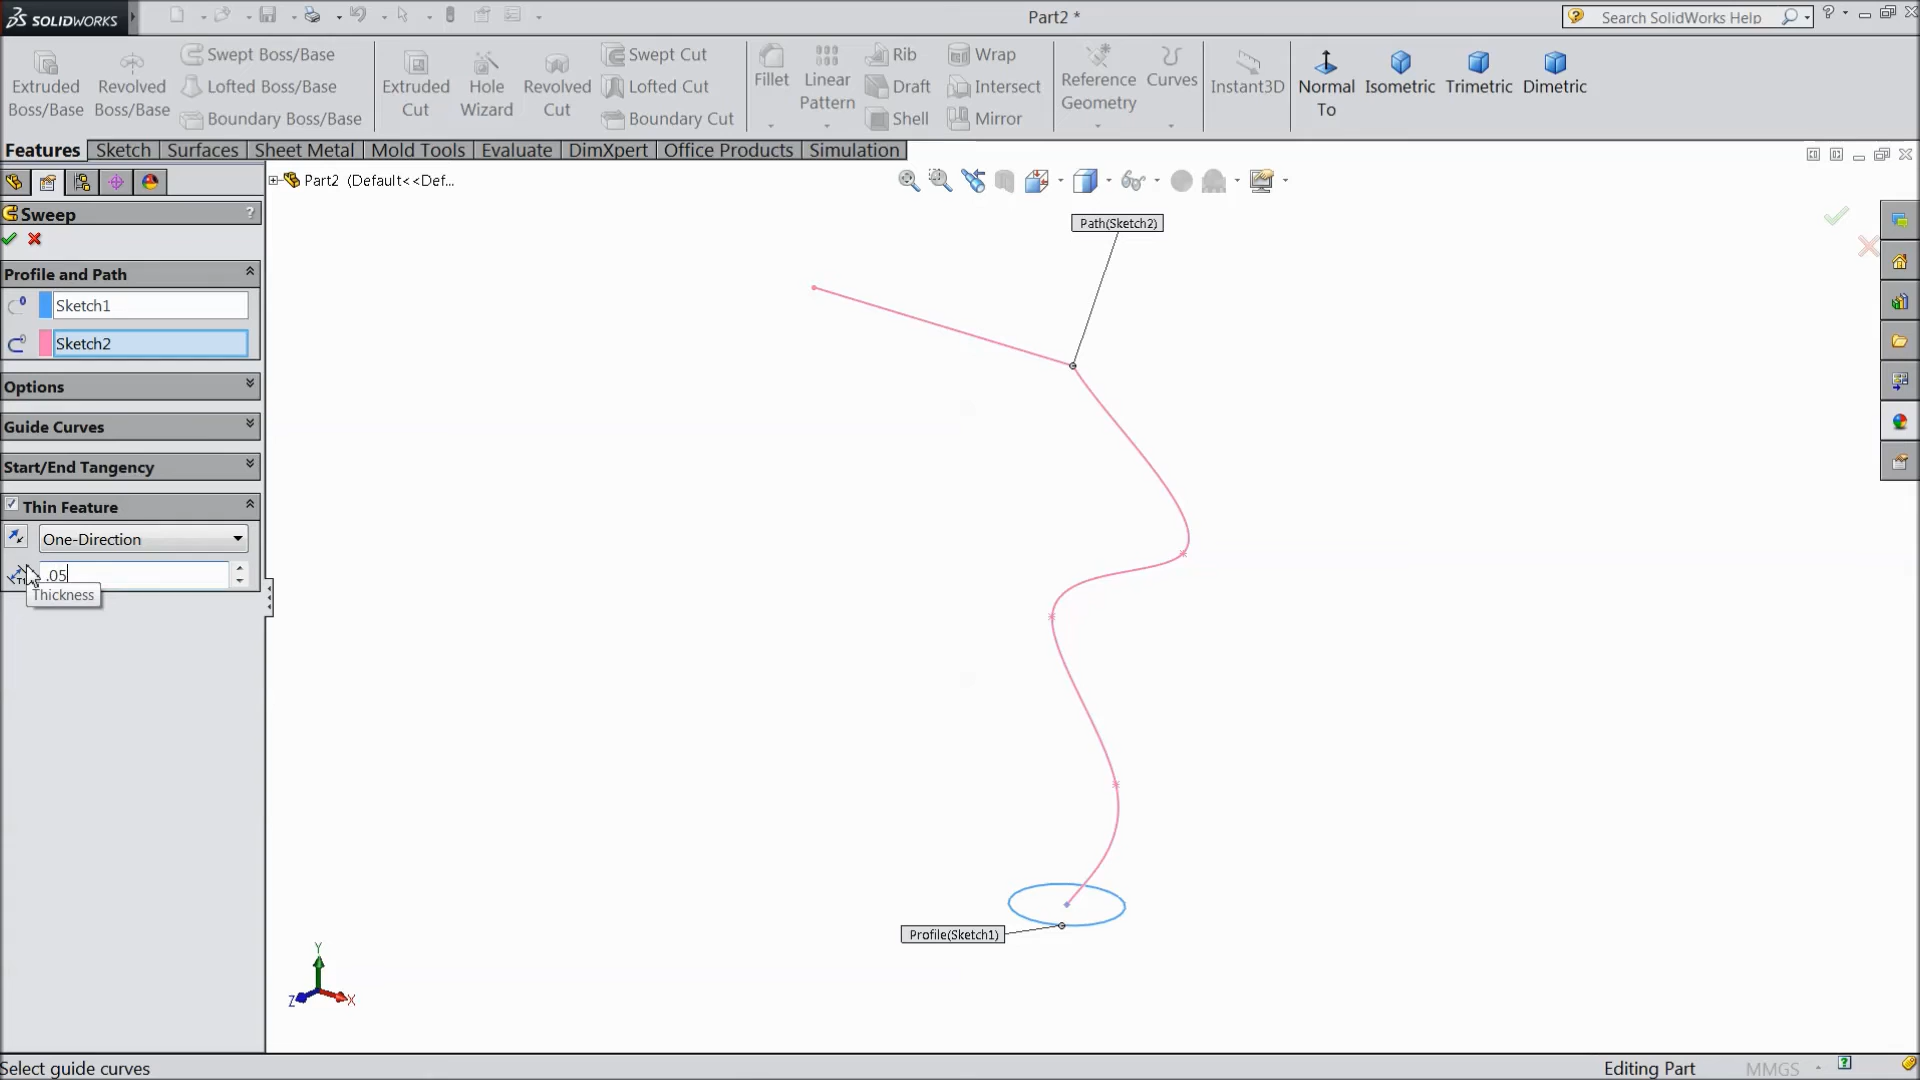 SOLIDWORKS
Part2 *
Search SolidWorks Help
Extruded Boss/Base
Revolved Boss/Base
Swept Boss/Base
Lofted Boss/Base
Boundary Boss/Base
Extruded Cut
Hole Wizard
Revolved Cut
Swept Cut
Lofted Cut
Boundary Cut
Fillet
Linear Pattern
Rib
Draft
Shell
Wrap
Intersect
Mirror
Reference Geometry
Curves
Instant3D
Normal To
Isometric
Trimetric
Dimetric
Features
Sketch
Surfaces
Sheet Metal
Mold Tools
Evaluate
DimXpert
Office Products
Simulation
Part2 (Default<<Def...
Sweep
?
Profile and Path
Sketch1
Sketch2
Options
Guide Curves
Start/End Tangency
Thin Feature
One-Direction
.05
Thickness
Path(Sketch2)
Profile(Sketch1)
Y
Z
X
Select guide curves
Editing Part
MMGS